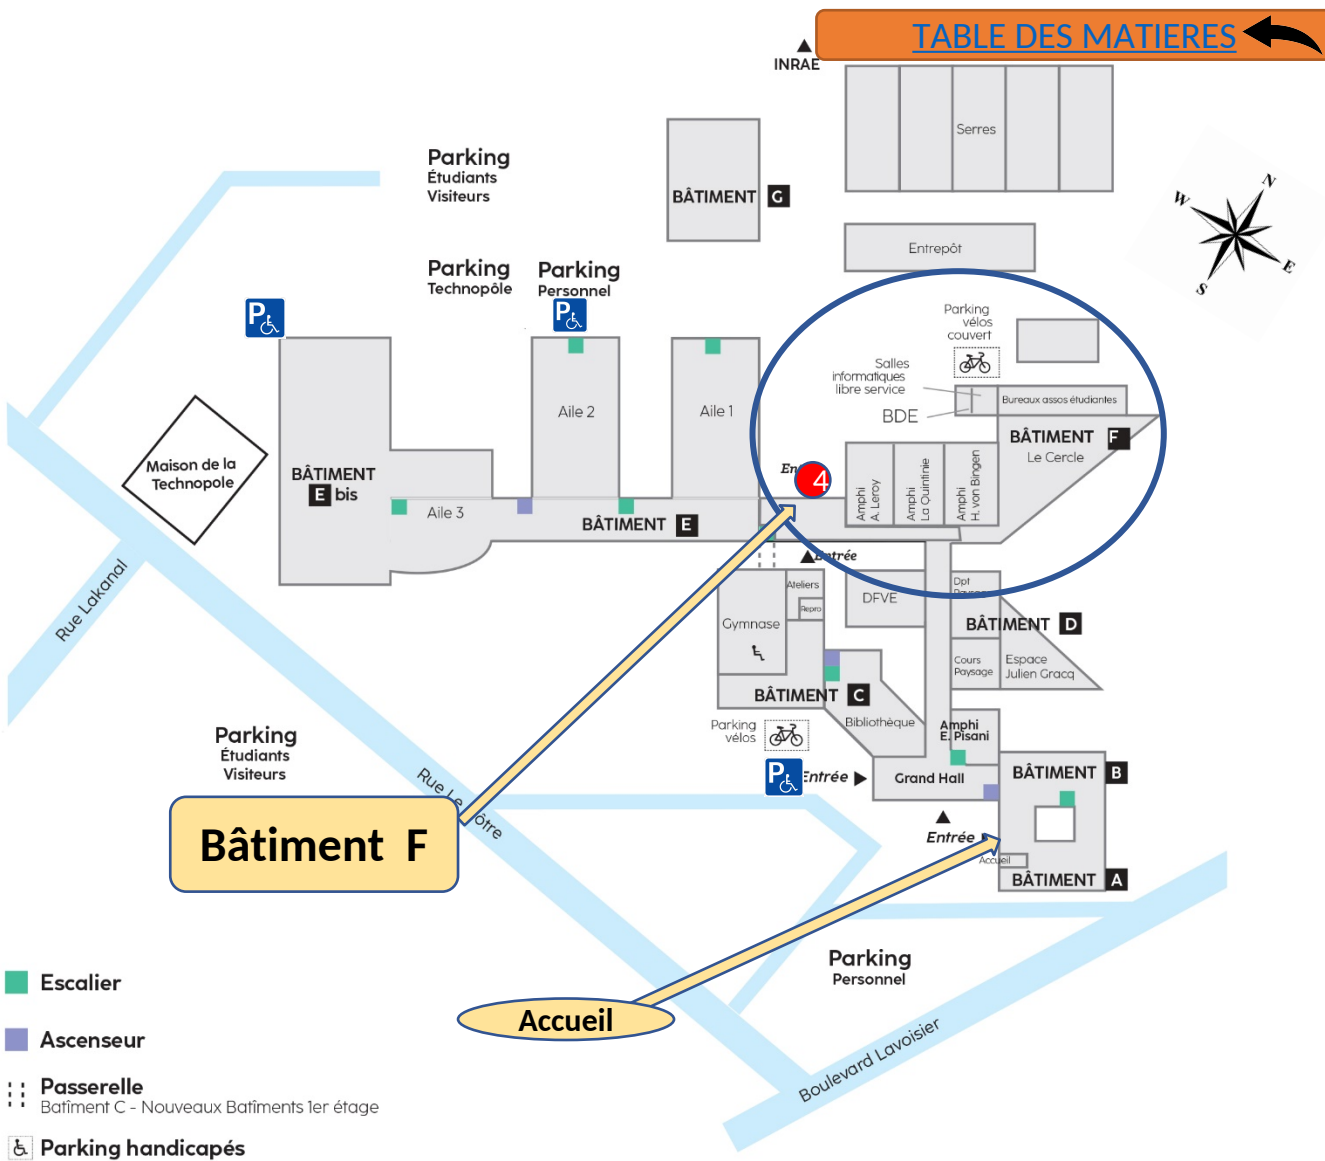 TABLE DES MATIERES
INRAE
Serres
Parking
Étudiants
Visiteurs
BÂTIMENT G
N
W
E
S
Entrepôt
Parking
Technopôle
Parking
Personnel
P
P
Parking
vélos
couvert
Salles
informatiques
libre service
BDE
Bureaux assos étudiantes
Aile 2
Aile 1
BÂTIMENT F
Le Cercle
Maison de la
Technopole
BÂTIMENT
E bis
4
Amphi
A. Leroy
Amphi
La Quintinie
Amphi
H. von Bingen
Aile 3
BÂTIMENT E
Entrée
Rue Lakanal
Ateliers
Repro
Gymnase
DFVE
Dpt
BÂTIMENT D
Cours
Paysage
Espace
Julien Gracq
BÂTIMENT C
Bibliothèque
Parking
vélos
Amphi
E. Pisani
Parking
Étudiants
Visiteurs
P
Entrée
Grand Hall
BÂTIMENT B
Rue Le
ôtre
Bâtiment F
Entrée
Accueil
BÂTIMENT A
Parking
Personnel
Accueil
Boulevard Lavoisier
Escalier
Ascenseur
Passerelle
Batîment C - Nouveaux Batîments 1er étage
Parking handicapés